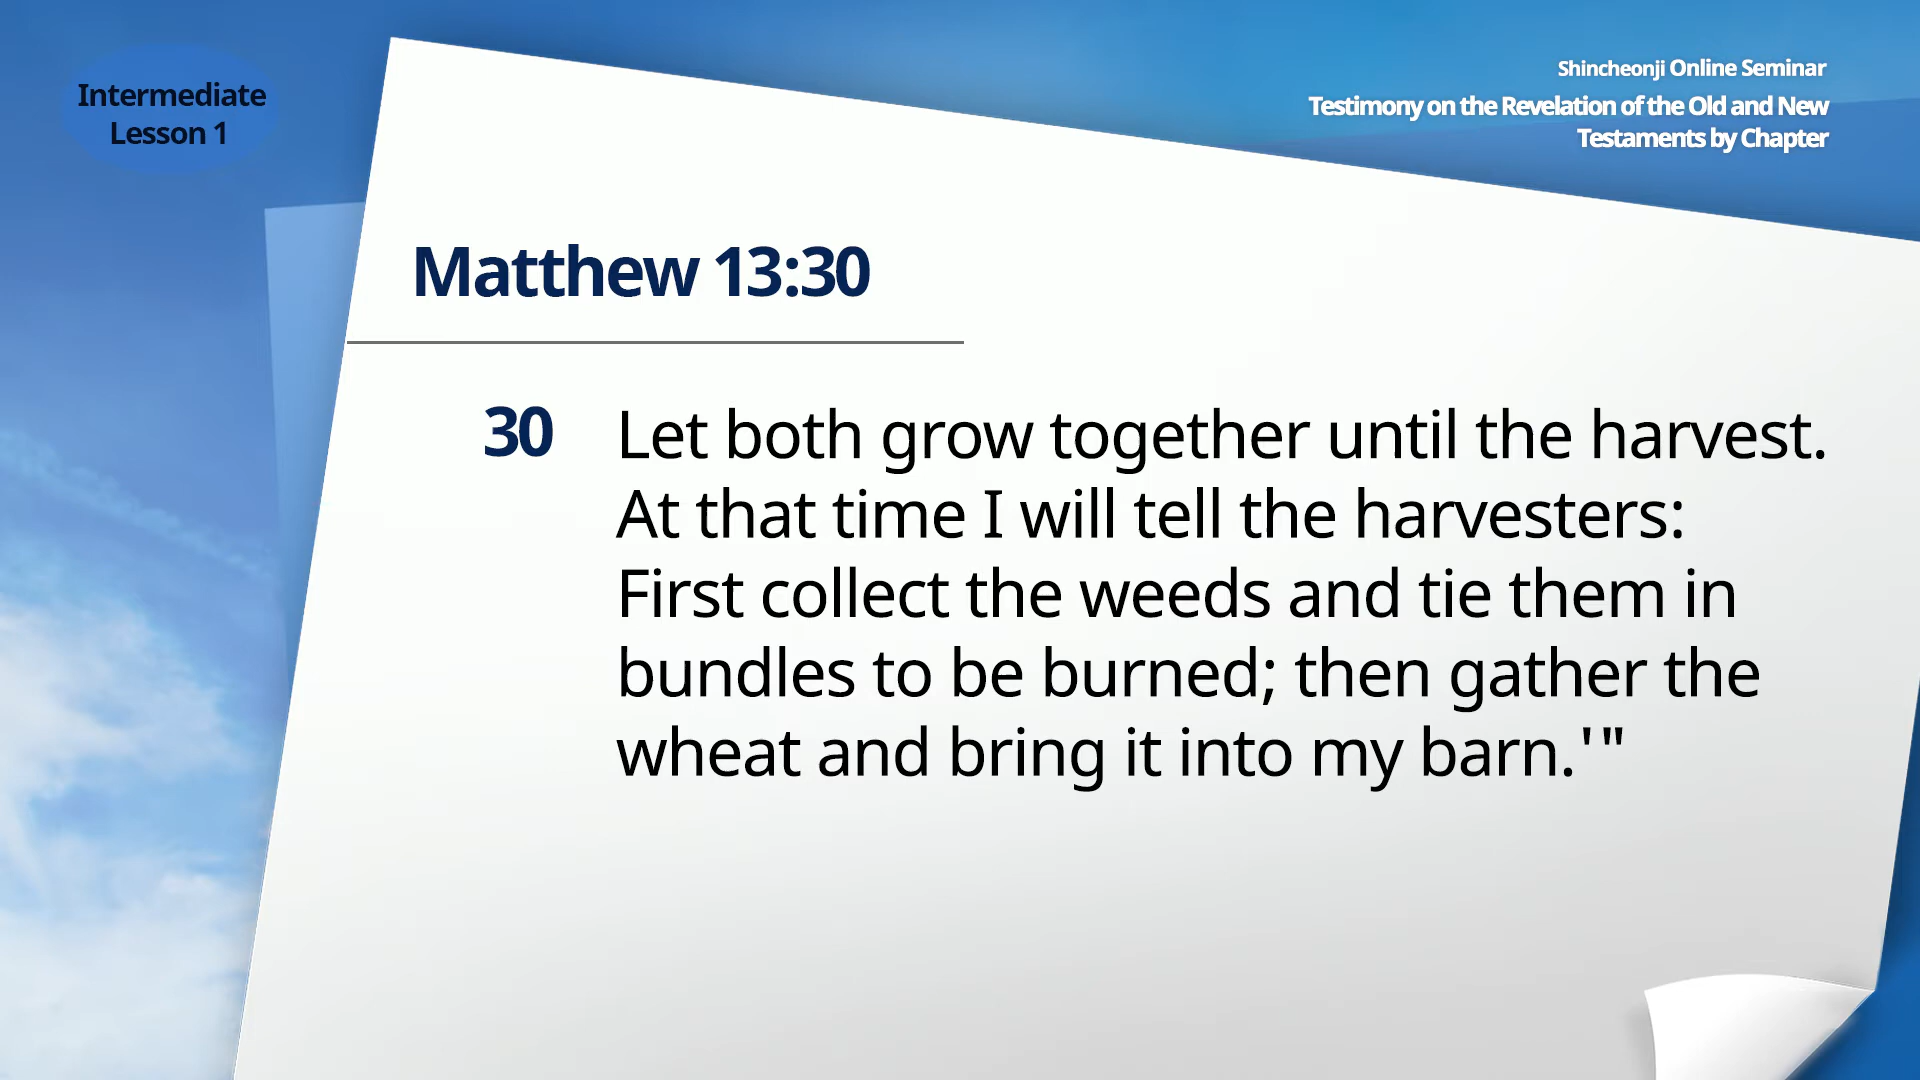 Intermediate
Lesson 1
Shincheonji Online Seminar
Testimony on the Revelation of the Old and New
Testaments by Chapter
Matthew 13:30
30 Let both grow together until the harvest.
At that time I will tell the harvesters:
First collect the weeds and tie them in
bundles to be burned; then gather the
wheat and bring it into my barn.'"